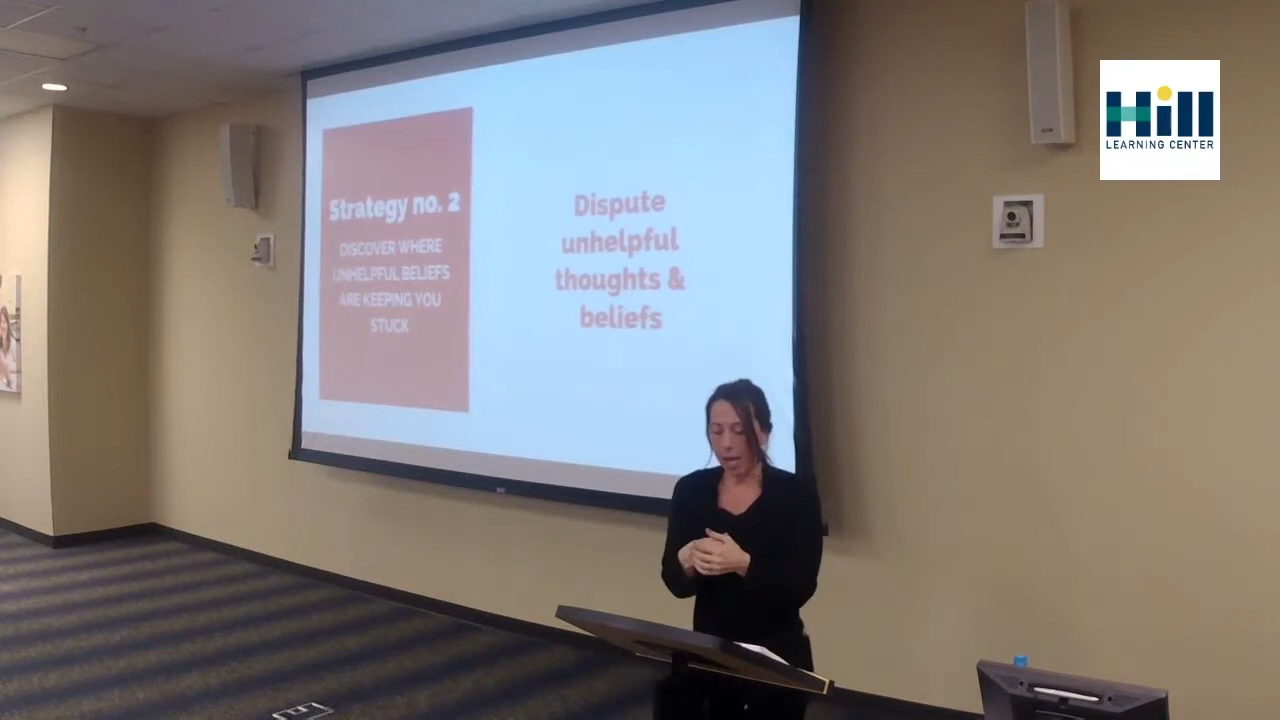 Strategy no. 2
DISCOVER WHERE
UNHELPFUL BELIEFS
ARE KEEPING YOU
STUCK
Dispute
unhelpful
thoughts &
beliefs
Hill
LEARNING CENTER